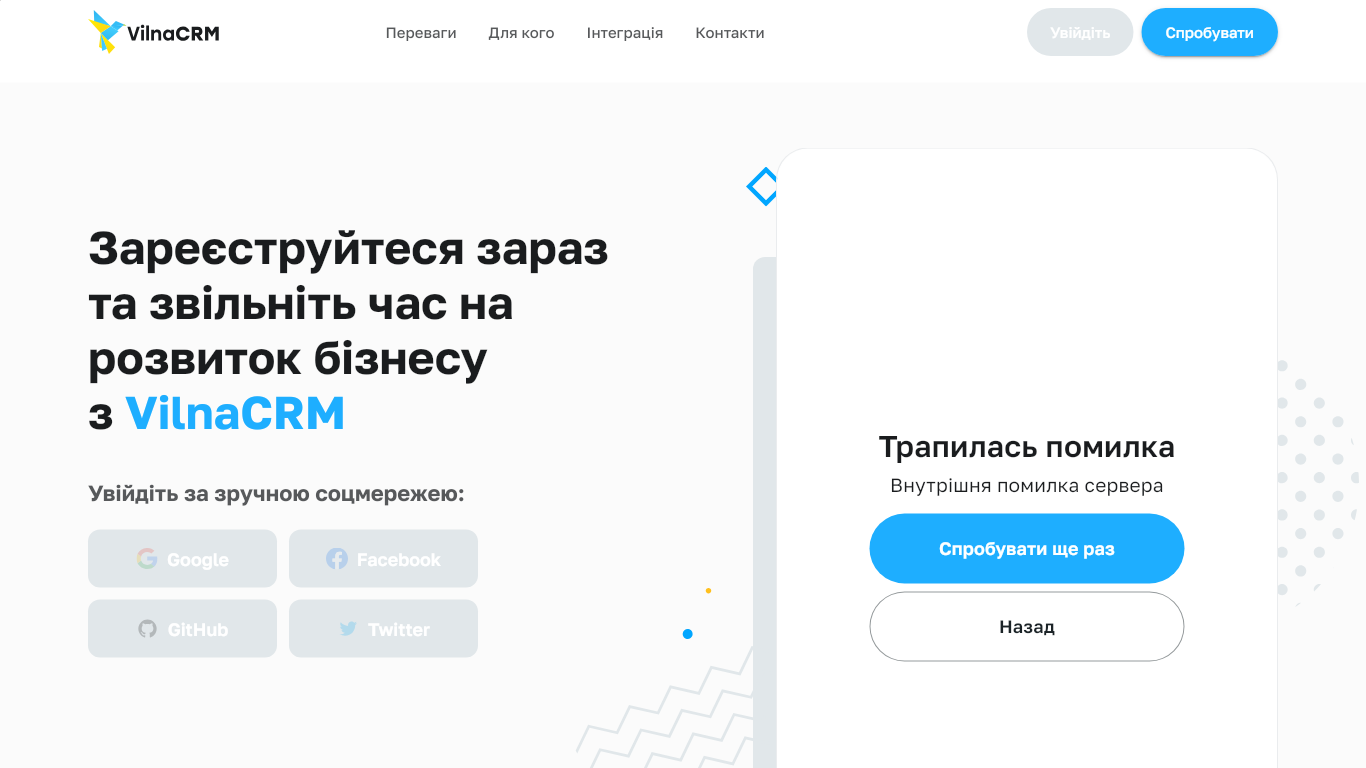 VilnaCRM
Переваги
Для кого
Інтеграція
Контакти
Увійдіть
Спробувати
Зареєструйтеся зараз
та звільніть час на
розвиток бізнесу
з VilnaCRM
Увійдіть за зручною соцмережею:
Google
Facebook
GitHub
Twitter
Трапилась помилка
Внутрішня помилка сервера
Спробувати ще раз
Назад